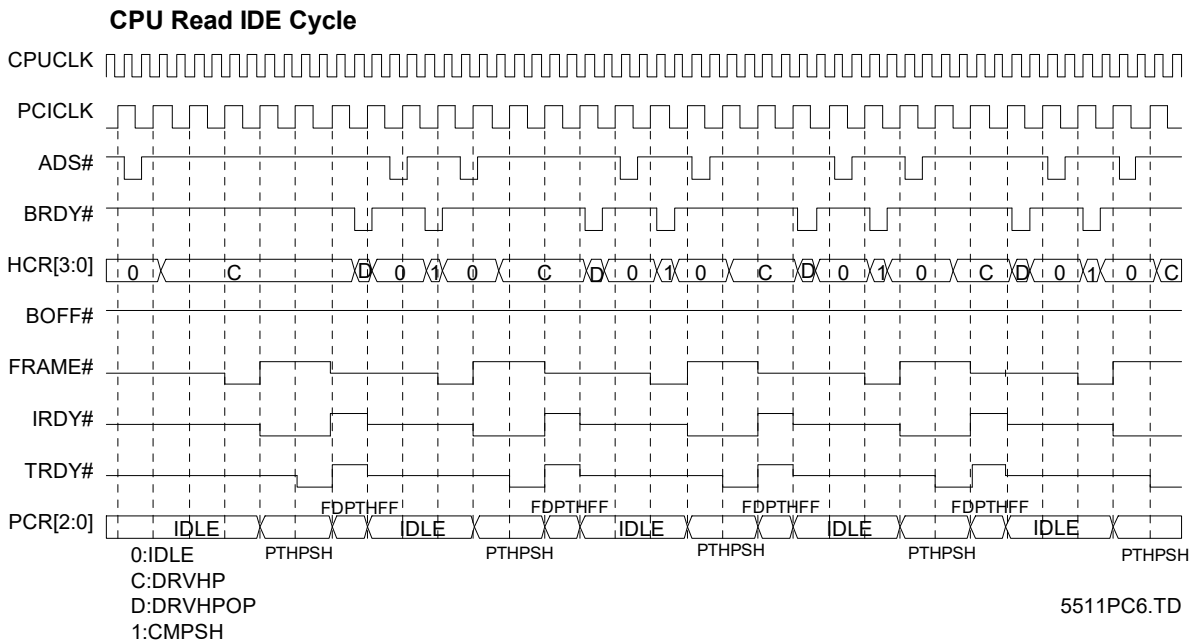 CPU Read IDE Cycle
CPUCLK
PCICLK
ADS#
BRDY#
HCR[3:0] 0 C D 0 1 0 C D 0 1 0 C D 0 1 0 C D 0 1 0 C
BOFF#
FRAME#
IRDY#
TRDY#
FDPTHFF FDPTHFF FDPTHFF FDPTHFF
PCR[2:0] IDLE IDLE IDLE IDLE IDLE
0:IDLE PTHPSH PTHPSH PTHPSH PTHPSH PTHPSH
C:DRVHP
D:DRVHPOP 5511PC6.TD
1:CMPSH